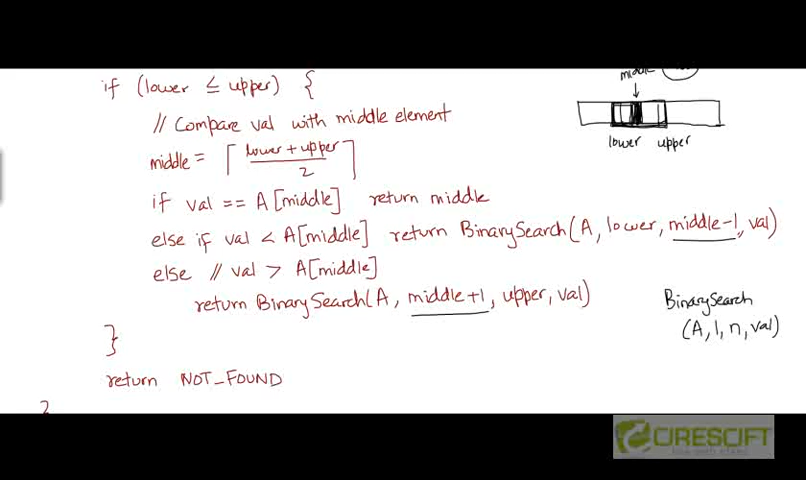 if (lower ≤ upper) {
// Compare val with middle element
middle = ⌈ lower + upper / 2 ⌉
if val == A[middle] return middle
else if val < A[middle] return BinarySearch(A, lower, middle-1, val)
else // val > A[middle]
return BinarySearch(A, middle+1, upper, val)
}
return NOT_FOUND
middle
lower upper
BinarySearch
(A, 1, n, val)
CIRESCIFT